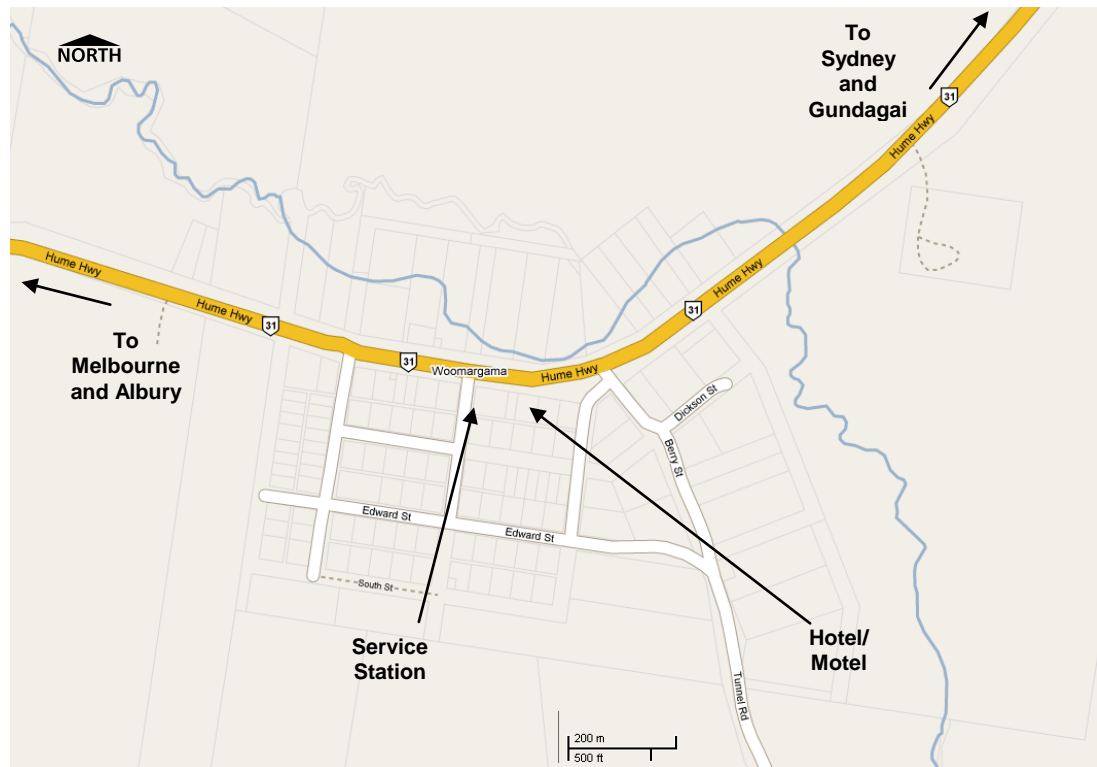 NORTH
To
Sydney
and
Gundagai
31
Hume Hwy
Hume Hwy
Hume Hwy
31
Hume Hwy
31
To
Melbourne
and Albury
31
Woomargama
Hume Hwy
Dickson St
Berry St
Edward St
Edward St
South St
Service
Station
Hotel/
Motel
Tunnel Rd
200 m
500 ft